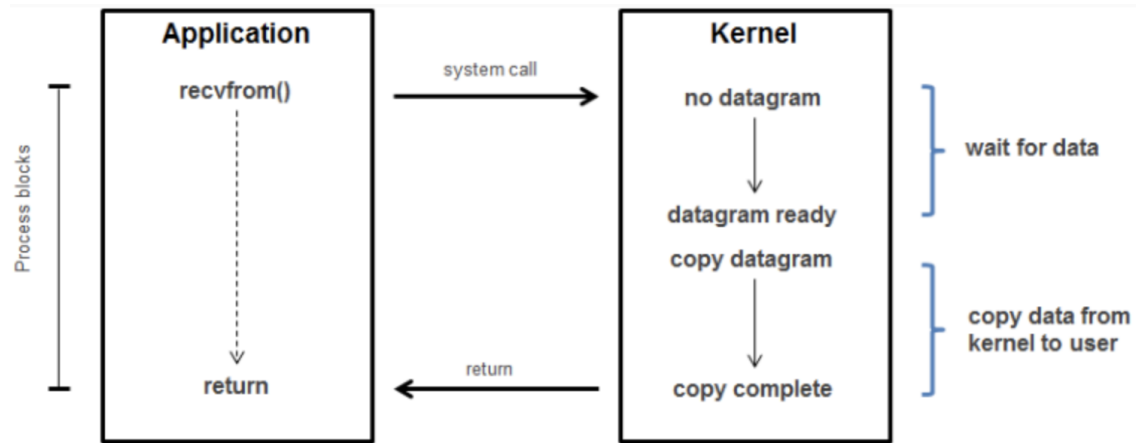 Application
Kernel
system call
recvfrom()
no datagram
wait for data
Process blocks
datagram ready
copy datagram
copy data from
kernel to user
return
return
copy complete